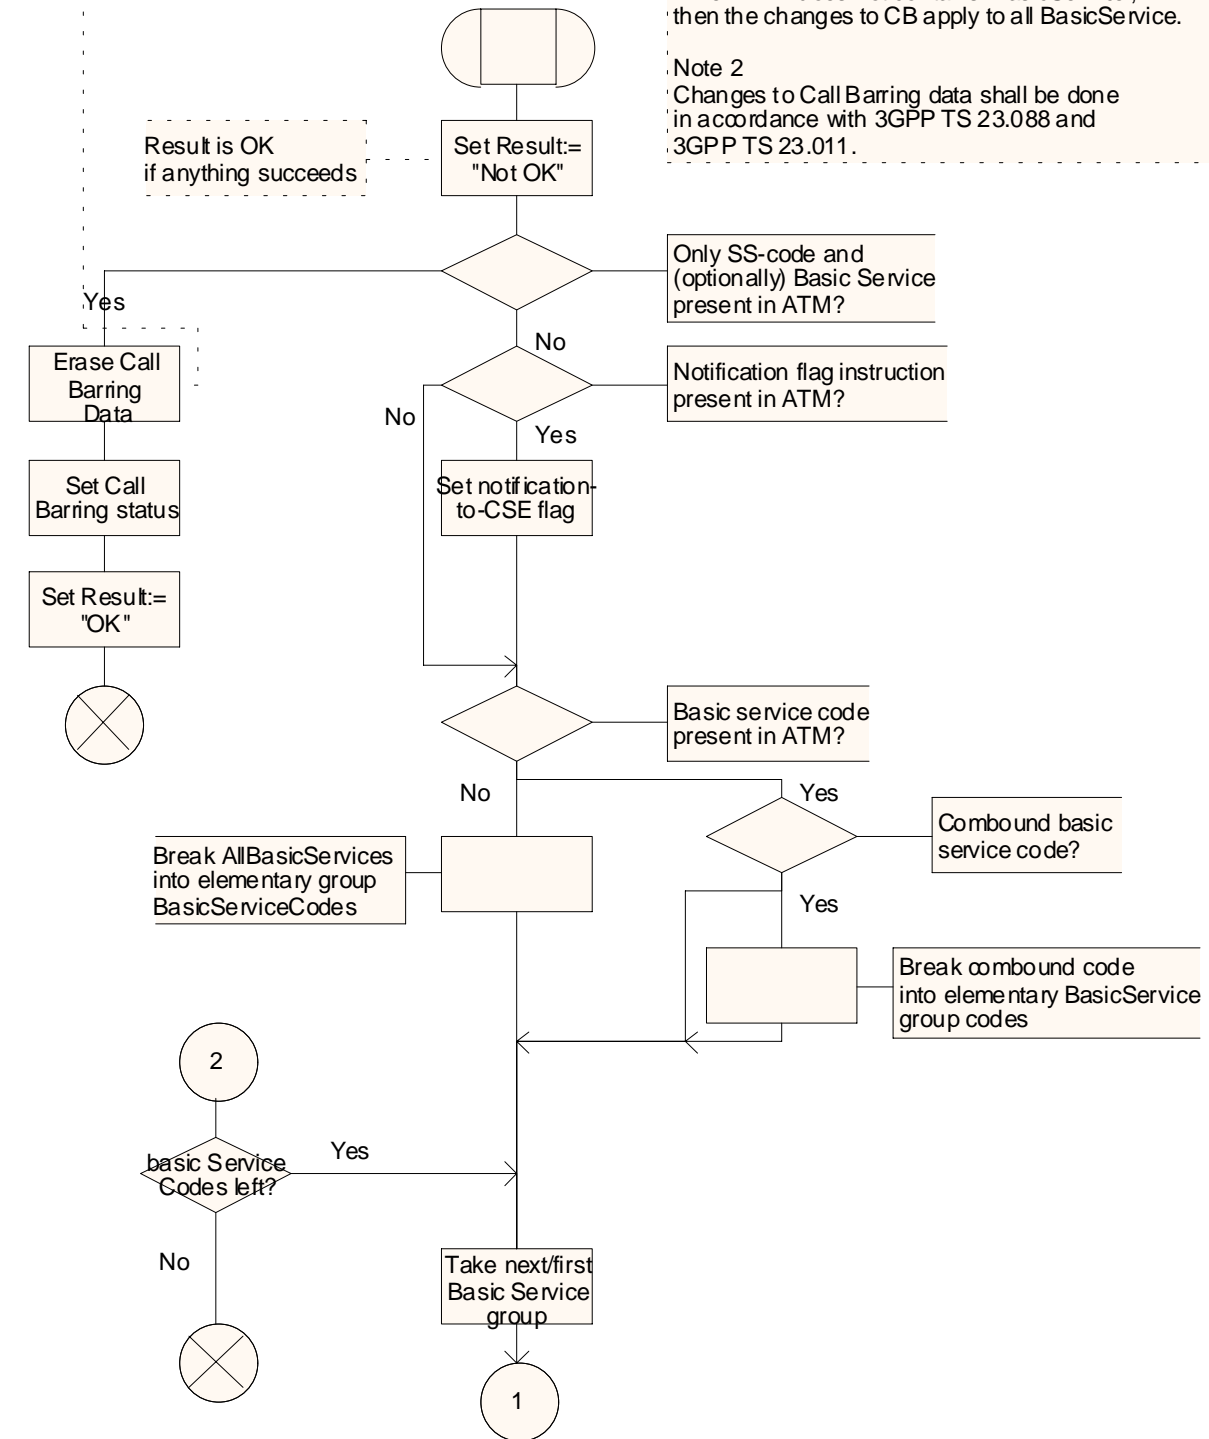 then the changes to CB apply to all BasicService.
Note 2
Changes to Call Barring data shall be done
in accordance with 3GPP TS 23.088 and
3GPP TS 23.011.
Result is OK
if anything succeeds
Set Result:=
"Not OK"
Only SS-code and
(optionally) Basic Service
present in ATM?
Yes
No
Erase Call
Barring
Data
Notification flag instruction
present in ATM?
No
Yes
Set Call
Barring status
Set notification-
to-CSE flag
Set Result:=
"OK"
Basic service code
present in ATM?
No
Yes
Combound basic
service code?
Break AllBasicServices
into elementary group
BasicServiceCodes
Yes
Break combound code
into elementary BasicService
group codes
2
basic Service
Codes left?
Yes
No
Take next/first
Basic Service
group
1